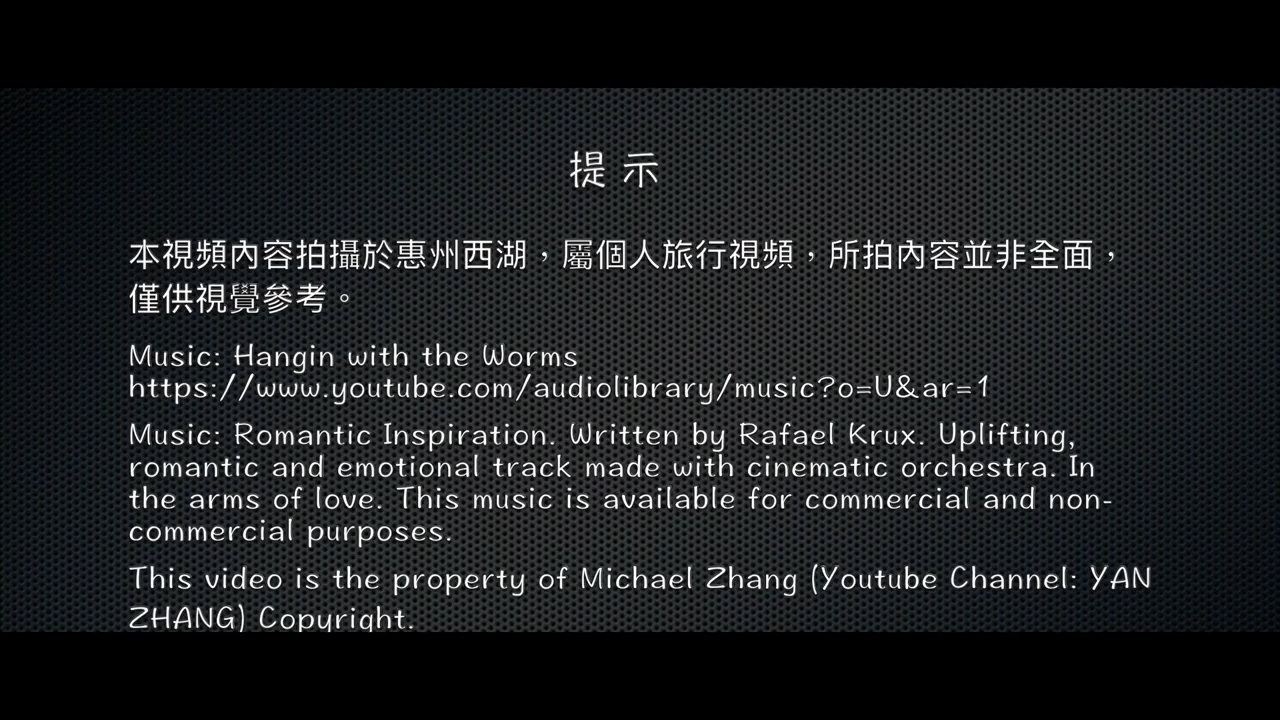 提示
本視頻內容拍攝於惠州西湖，屬個人旅行視頻，所拍內容並非全面，
僅供視覺參考。
Music: Hangin with the Worms
https://www.youtube.com/audiolibrary/music?o=U&ar=1
Music: Romantic Inspiration. Written by Rafael Krux. Uplifting,
romantic and emotional track made with cinematic orchestra. In
the arms of love. This music is available for commercial and non-
commercial purposes.
This video is the property of Michael Zhang (Youtube Channel: YAN
ZHANG) Copyright.